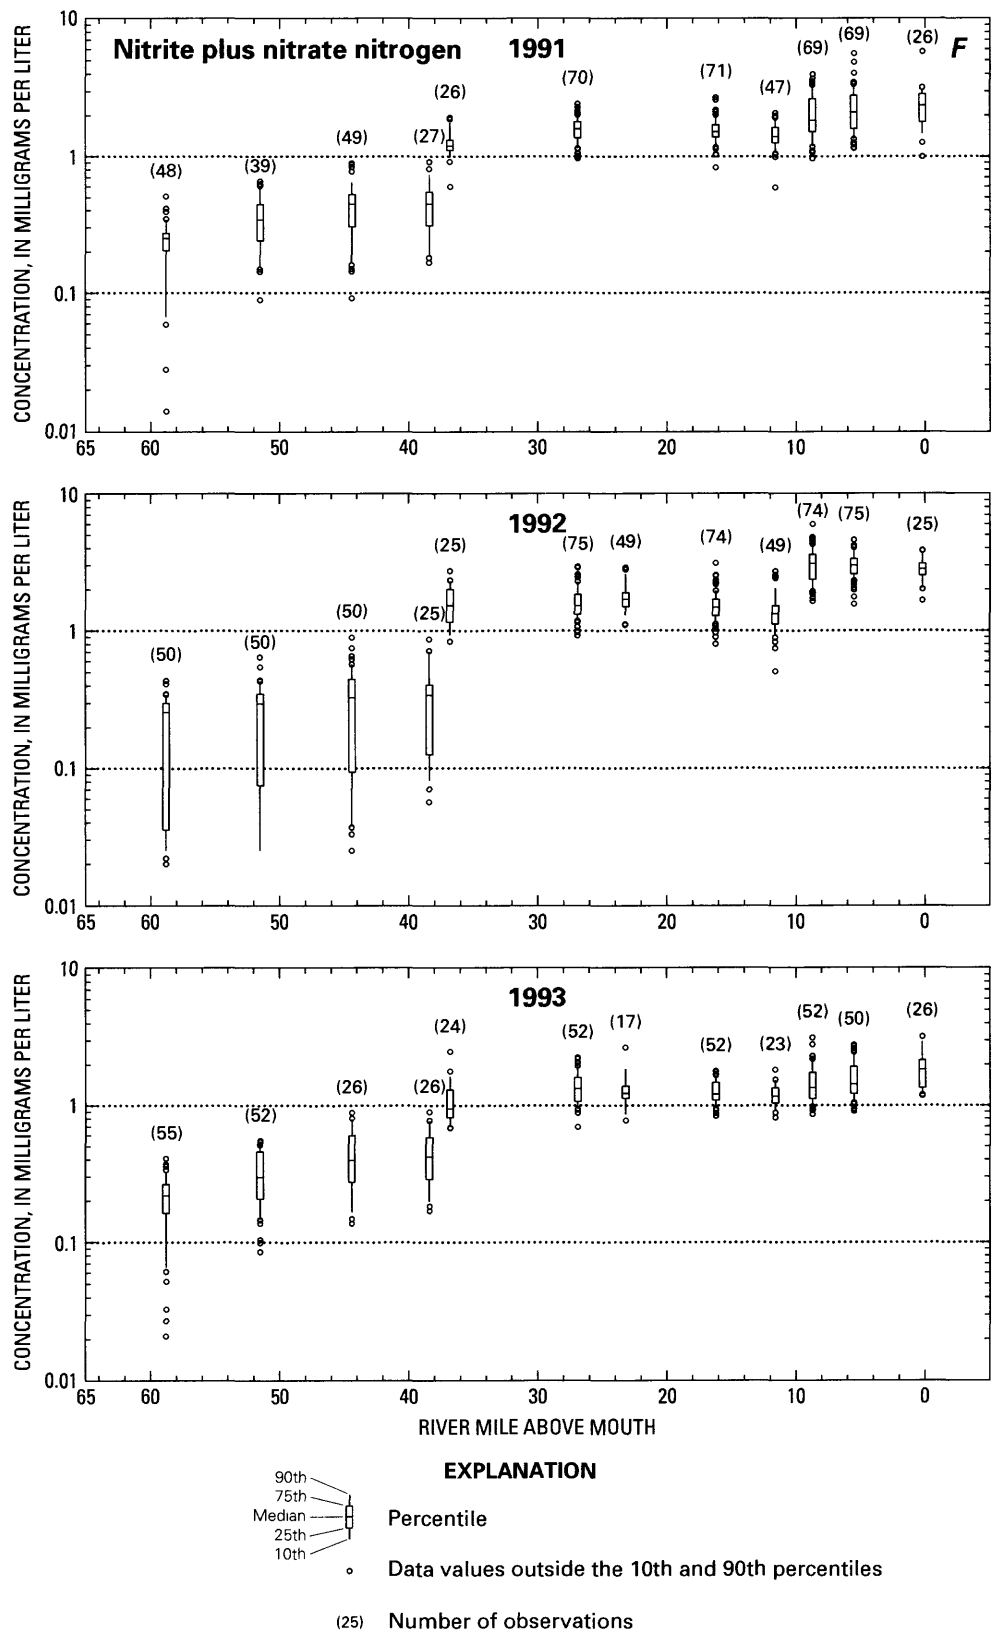 Nitrite plus nitrate nitrogen 1991 F
CONCENTRATION, IN MILLIGRAMS PER LITER
10
1
0.1
0.01
(48) (39) (49) (27) (26) (70) (71) (47) (69) (69) (26)
65 60 50 40 30 20 10 0
1992
CONCENTRATION, IN MILLIGRAMS PER LITER
10
1
0.1
0.01
(50) (50) (50) (25) (25) (75) (49) (74) (49) (74) (75) (25)
65 60 50 40 30 20 10 0
1993
CONCENTRATION, IN MILLIGRAMS PER LITER
10
1
0.1
0.01
(55) (52) (26) (26) (24) (52) (17) (52) (23) (52) (50) (26)
65 60 50 40 30 20 10 0
RIVER MILE ABOVE MOUTH
EXPLANATION
90th
75th
Median
25th
10th
Percentile
Data values outside the 10th and 90th percentiles
(25) Number of observations